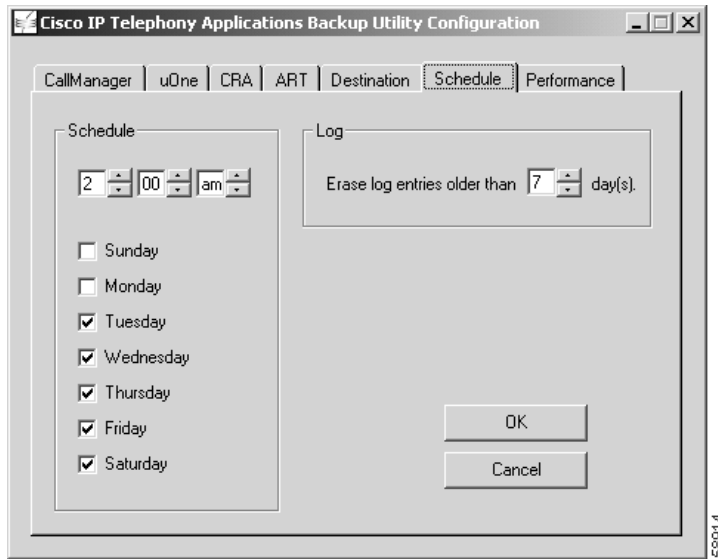 Cisco IP Telephony Applications Backup Utility Configuration
CallManager uOne CRA ART Destination Schedule Performance
Schedule
2 00 am
Sunday
Monday
Tuesday
Wednesday
Thursday
Friday
Saturday
Log
Erase log entries older than 7 day(s).
OK
Cancel